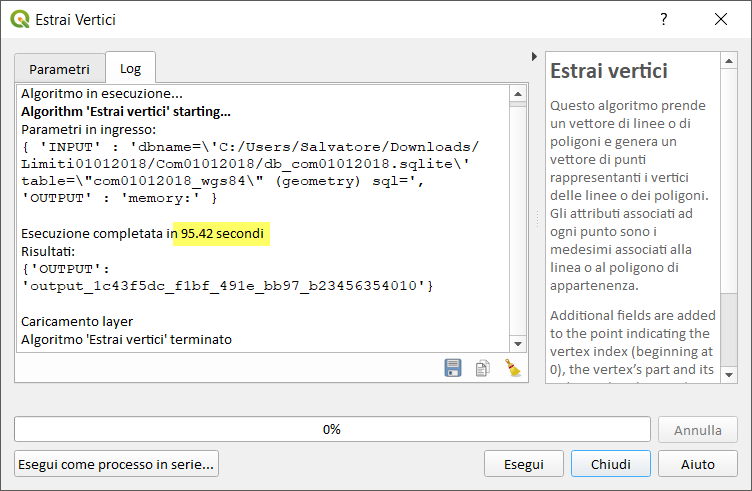 Estrai Vertici
Parametri
Log
Algoritmo in esecuzione...
Algorithm 'Estrai vertici' starting...
Parametri in ingresso:
{ 'INPUT' : 'dbname=\'C:/Users/Salvatore/Downloads/
Limiti01012018/Com01012018/db_com01012018.sqlite\'
table=\"com01012018_wgs84\" (geometry) sql=',
'OUTPUT' : 'memory:' }
Esecuzione completata in 95.42 secondi
Risultati:
{'OUTPUT':
'output_1c43f5dc_f1bf_491e_bb97_b23456354010'}
Caricamento layer
Algoritmo 'Estrai vertici' terminato
Estrai vertici
Questo algoritmo prende
un vettore di linee o di
poligoni e genera un
vettore di punti
rappresentanti i vertici
delle linee o dei poligoni.
Gli attributi associati ad
ogni punto sono i
medesimi associati alla
linea o al poligono di
appartenenza.
Additional fields are added
to the point indicating the
vertex index (beginning at
0), the vertex's part and its
0%
Annulla
Esegui come processo in serie...
Esegui
Chiudi
Aiuto